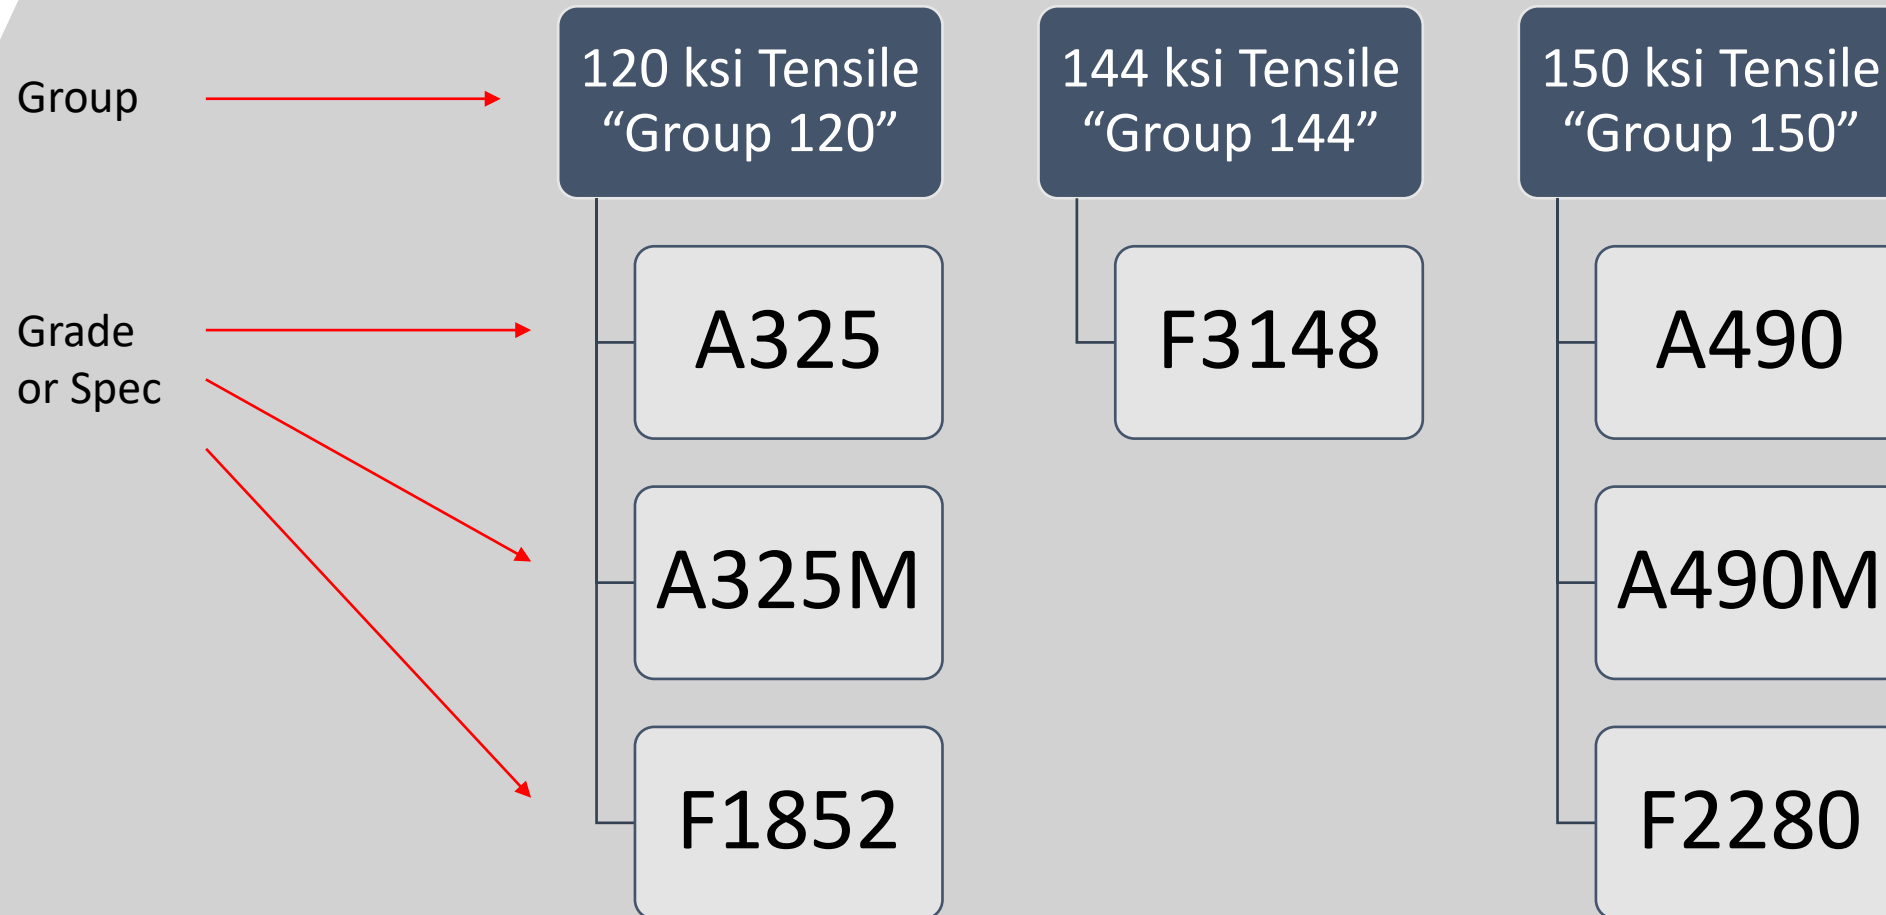 Group
120 ksi Tensile
“Group 120”
144 ksi Tensile
“Group 144”
150 ksi Tensile
“Group 150”
Grade
or Spec
A325
F3148
A490
A325M
A490M
F1852
F2280